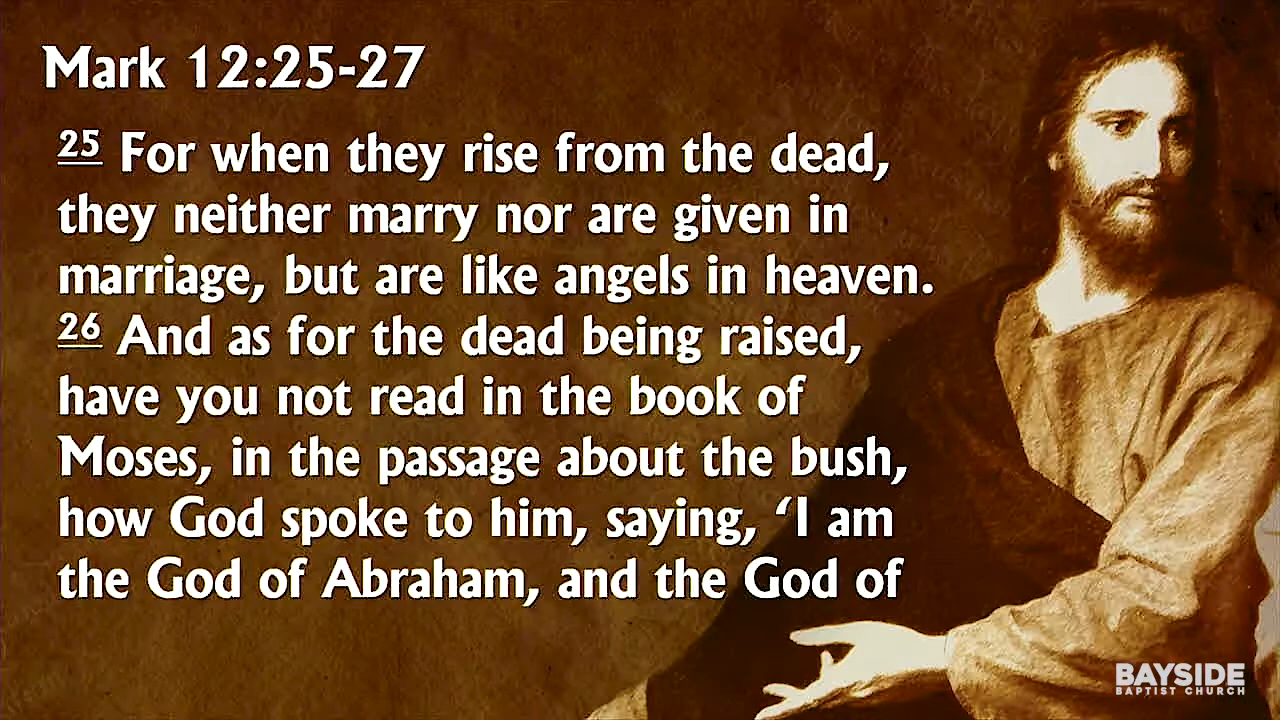 Mark 12:25-27
25 For when they rise from the dead,
they neither marry nor are given in
marriage, but are like angels in heaven.
26 And as for the dead being raised,
have you not read in the book of
Moses, in the passage about the bush,
how God spoke to him, saying, ‘I am
the God of Abraham, and the God of
BAYSIDE
BAPTIST CHURCH